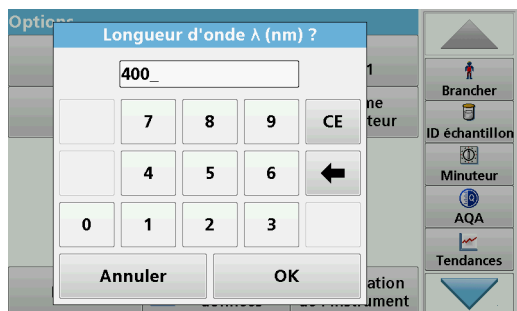 Options
Longueur d'onde λ (nm) ?
400_
7 8 9 CE
4 5 6
0 1 2 3
Annuler OK
1
Brancher
ID échantillon
Minuteur
AQA
Tendances